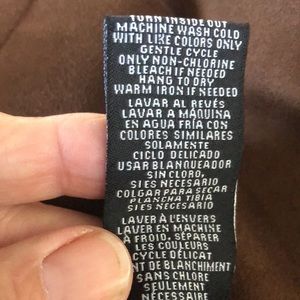 TURN INSIDE OUT
MACHINE WASH COLD
WITH LIKE COLORS ONLY
GENTLE CYCLE
ONLY NON-CHLORINE
BLEACH IF NEEDED
HANG TO DRY
WARM IRON IF NEEDED
LAVAR AL REVÉS
LAVAR A MÁQUINA
EN AGUA FRÍA CON
COLORES SIMILARES
SOLAMENTE
CICLO DELICADO
USAR BLANQUEADOR
SIN CLORO,
SI ES NECESARIO
COLGAR PARA SECAR
PLANCHA TIBIA
SI ES NECESARIO
LAVER À L'ENVERS
LAVER EN MACHINE
À FROID, SÉPARER
LES COULEURS
CYCLE DÉLICAT
DE BLANCHIMENT
SANS CHLORE
SEULEMENT
NÉCESSAIRE